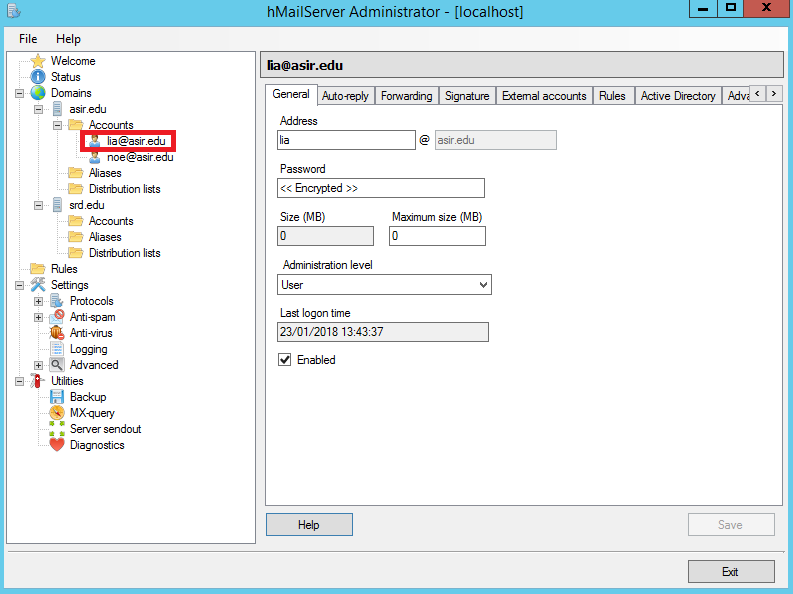 hMailServer Administrator - [localhost]
File Help
Welcome
Status
Domains
asir.edu
Accounts
lia@asir.edu
noe@asir.edu
Aliases
Distribution lists
srd.edu
Accounts
Aliases
Distribution lists
Rules
Settings
Protocols
Anti-spam
Anti-virus
Logging
Advanced
Utilities
Backup
MX-query
Server sendout
Diagnostics
lia@asir.edu
General Auto-reply Forwarding Signature External accounts Rules Active Directory Adva
Address
lia @ asir.edu
Password
<< Encrypted >>
Size (MB) Maximum size (MB)
0 0
Administration level
User
Last logon time
23/01/2018 13:43:37
Enabled
Help Save
Exit